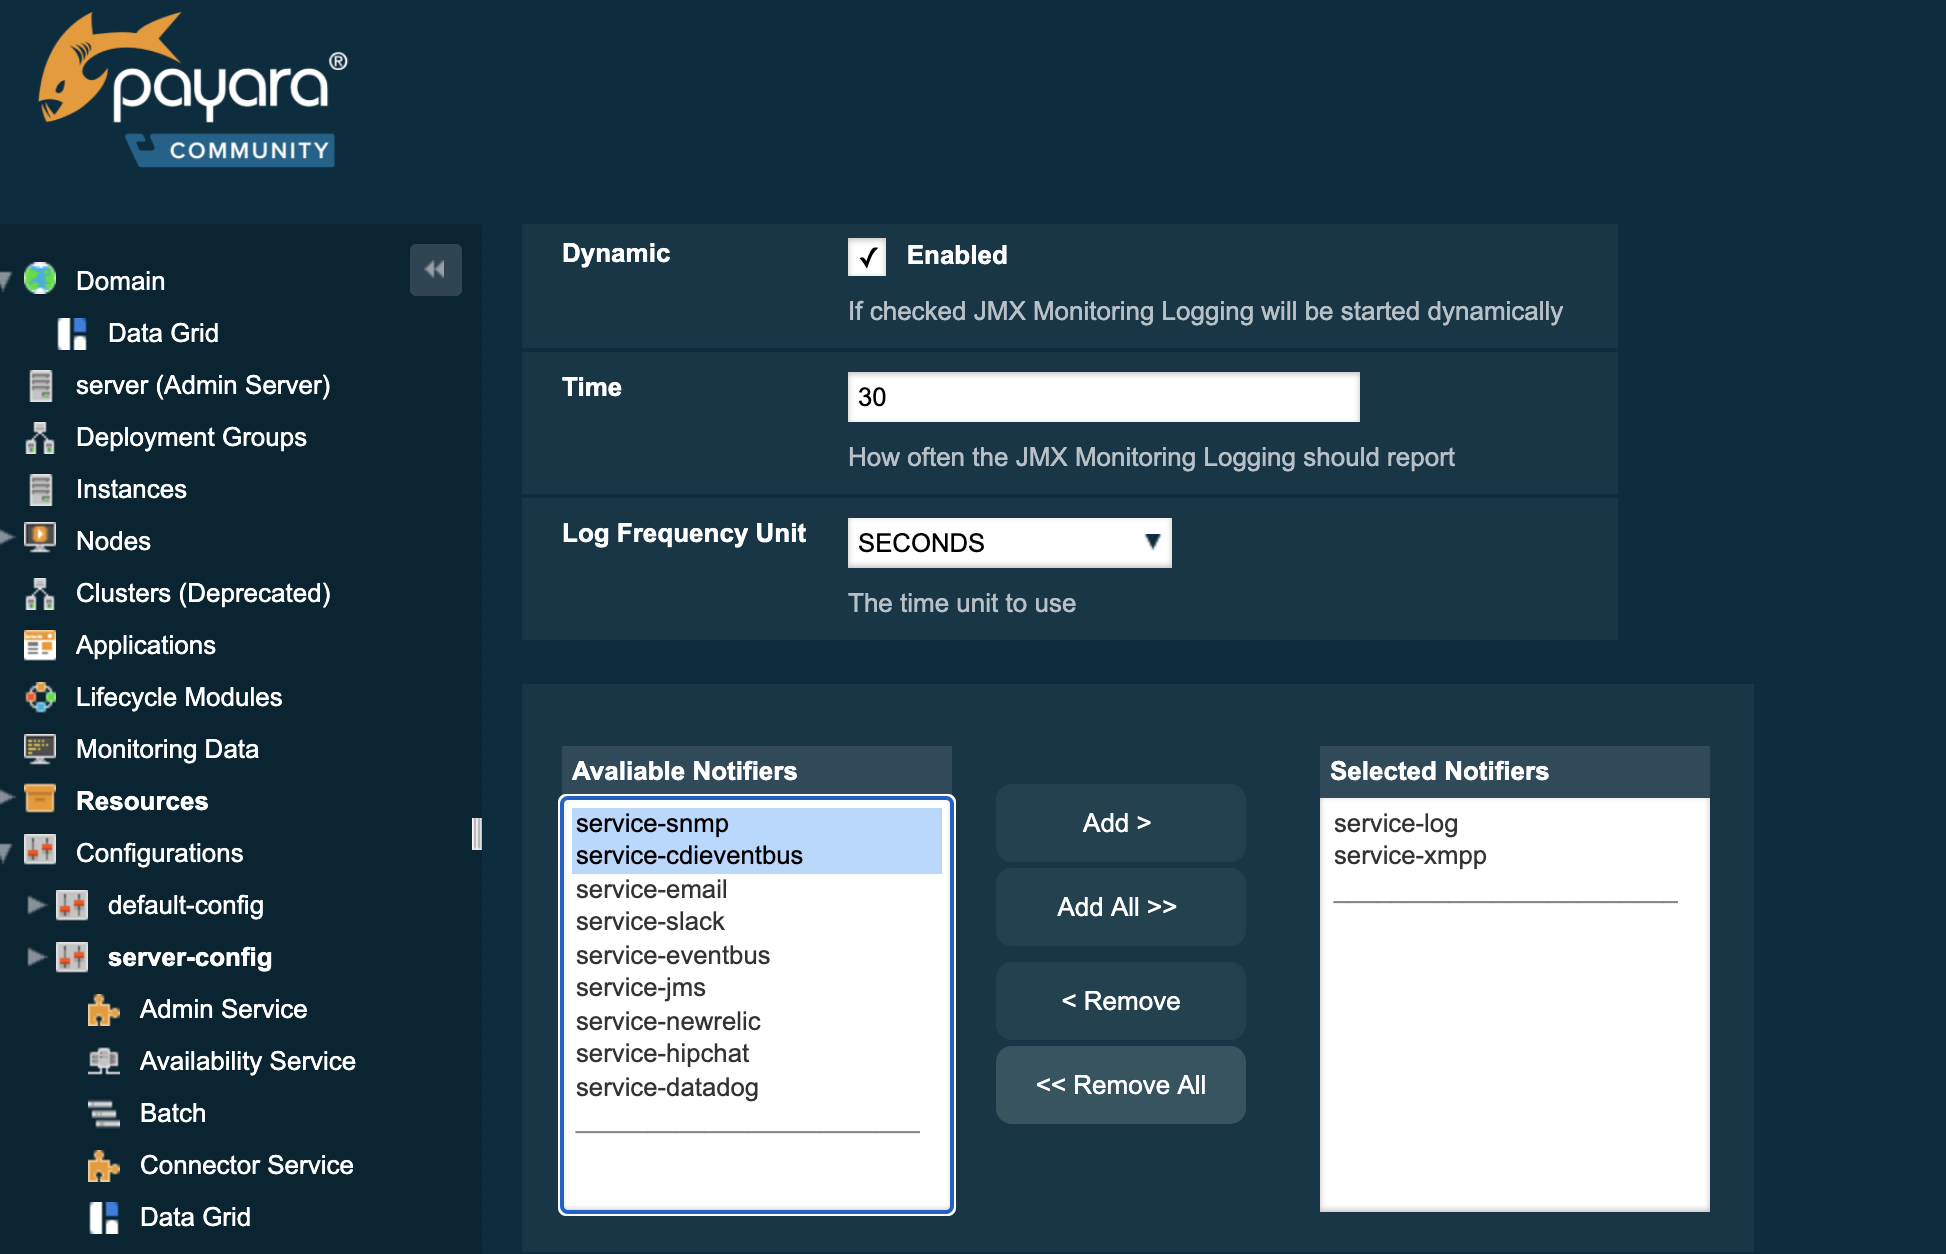 payara®
COMMUNITY
Domain
Data Grid
server (Admin Server)
Deployment Groups
Instances
Nodes
Clusters (Deprecated)
Applications
Lifecycle Modules
Monitoring Data
Resources
Configurations
default-config
server-config
Admin Service
Availability Service
Batch
Connector Service
Data Grid
Dynamic
Enabled
If checked JMX Monitoring Logging will be started dynamically
Time
30
How often the JMX Monitoring Logging should report
Log Frequency Unit
SECONDS
The time unit to use
Avaliable Notifiers
service-snmp
service-cdieventbus
service-email
service-slack
service-eventbus
service-jms
service-newrelic
service-hipchat
service-datadog
Add >
Add All >>
< Remove
<< Remove All
Selected Notifiers
service-log
service-xmpp